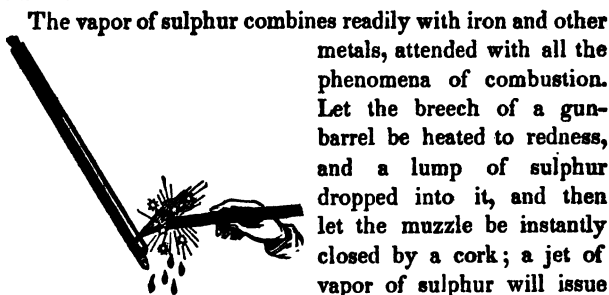 The vapor of sulphur combines readily with iron and other
metals, attended with all the
phenomena of combustion.
Let the breech of a gun-
barrel be heated to redness,
and a lump of sulphur
dropped into it, and then
let the muzzle be instantly
closed by a cork; a jet of
vapor of sulphur will issue